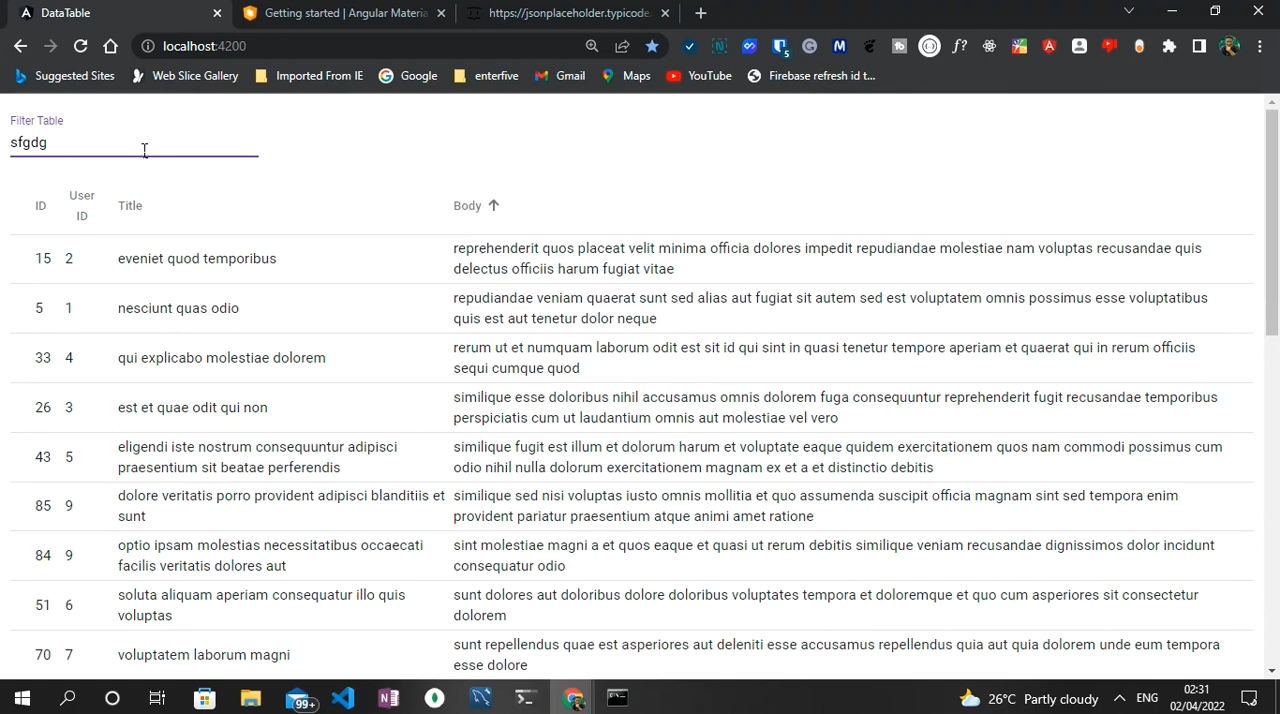 DataTable
Getting started | Angular Materia
https://jsonplaceholder.typicode.
localhost:4200
5
M
f?
Suggested Sites
Web Slice Gallery
Imported From IE
Google
enterfive
Gmail
Maps
YouTube
Firebase refresh id t...
Filter Table
sfgdg
ID
User
ID
Title
Body
15 2 eveniet quod temporibus
reprehenderit quos placeat velit minima officia dolores impedit repudiandae molestiae nam voluptas recusandae quis
delectus officiis harum fugiat vitae
5 1 nesciunt quas odio
repudiandae veniam quaerat sunt sed alias aut fugiat sit autem sed est voluptatem omnis possimus esse voluptatibus
quis est aut tenetur dolor neque
33 4 qui explicabo molestiae dolorem
rerum ut et numquam laborum odit est sit id qui sint in quasi tenetur tempore aperiam et quaerat qui in rerum officiis
sequi cumque quod
26 3 est et quae odit qui non
similique esse doloribus nihil accusamus omnis dolorem fuga consequuntur reprehenderit fugit recusandae temporibus
perspiciatis cum ut laudantium omnis aut molestiae vel vero
43 5
eligendi iste nostrum consequuntur adipisci
praesentium sit beatae perferendis
similique fugit est illum et dolorum harum et voluptate eaque quidem exercitationem quos nam commodi possimus cum
odio nihil nulla dolorum exercitationem magnam ex et a et distinctio debitis
85 9
dolore veritatis porro provident adipisci blanditiis et
sunt
similique sed nisi voluptas iusto omnis mollitia et quo assumenda suscipit officia magnam sint sed tempora enim
provident pariatur praesentium atque animi amet ratione
84 9
optio ipsam molestias necessitatibus occaecati
facilis veritatis dolores aut
sint molestiae magni a et quos eaque et quasi ut rerum debitis similique veniam recusandae dignissimos dolor incidunt
consequatur odio
51 6
soluta aliquam aperiam consequatur illo quis
voluptas
sunt dolores aut doloribus dolore doloribus voluptates tempora et doloremque et quo cum asperiores sit consectetur
dolorem
70 7 voluptatem laborum magni
sunt repellendus quae est asperiores aut deleniti esse accusamus repellendus quia aut quia dolorem unde eum tempora
esse dolore
99+
26°C Partly cloudy
ENG
02:31
02/04/2022